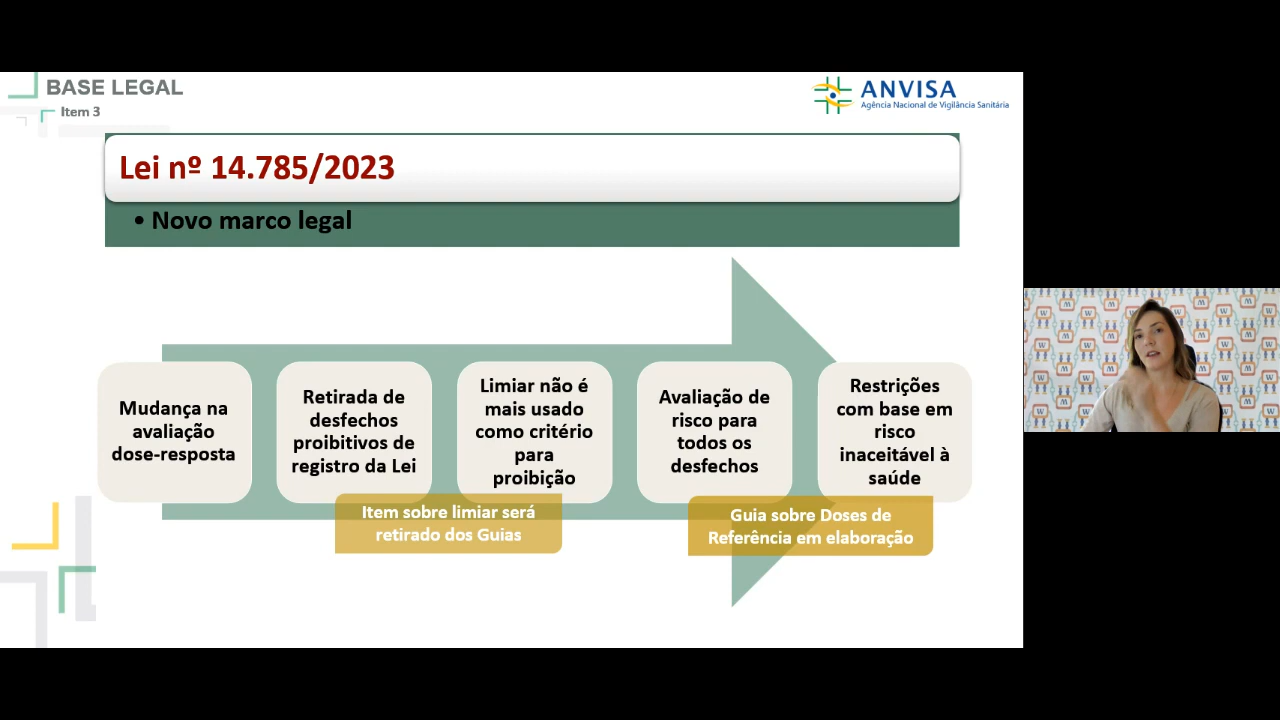 BASE LEGAL
Item 3
ANVISA
Agência Nacional de Vigilância Sanitária
Lei nº 14.785/2023
• Novo marco legal
Mudança na
avaliação
dose-resposta
Retirada de
desfechos
proibitivos de
registro da Lei
Limiar não é
mais usado
como critério
para
proibição
Avaliação de
risco para
todos os
desfechos
Restrições
com base em
risco
inaceitável à
saúde
Item sobre limiar será
retirado dos Guias
Guia sobre Doses de
Referência em elaboração